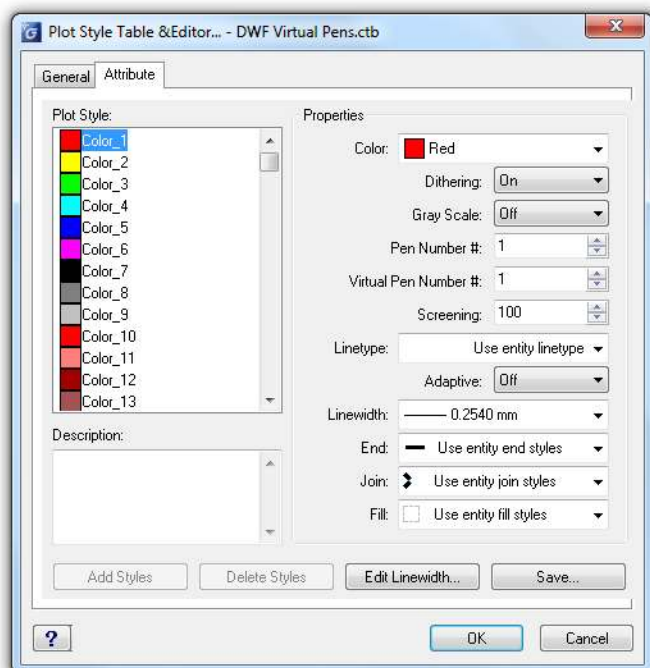 Plot Style Table &Editor... - DWF Virtual Pens.ctb
General Attribute
Plot Style:
Color_1
Color_2
Color_3
Color_4
Color_5
Color_6
Color_7
Color_8
Color_9
Color_10
Color_11
Color_12
Color_13
Description:
Properties
Color: Red
Dithering: On
Gray Scale: Off
Pen Number #: 1
Virtual Pen Number #: 1
Screening: 100
Linetype: Use entity linetype
Adaptive: Off
Linewidth: 0.2540 mm
End: Use entity end styles
Join: Use entity join styles
Fill: Use entity fill styles
Add Styles Delete Styles Edit Linewidth... Save...
? OK Cancel